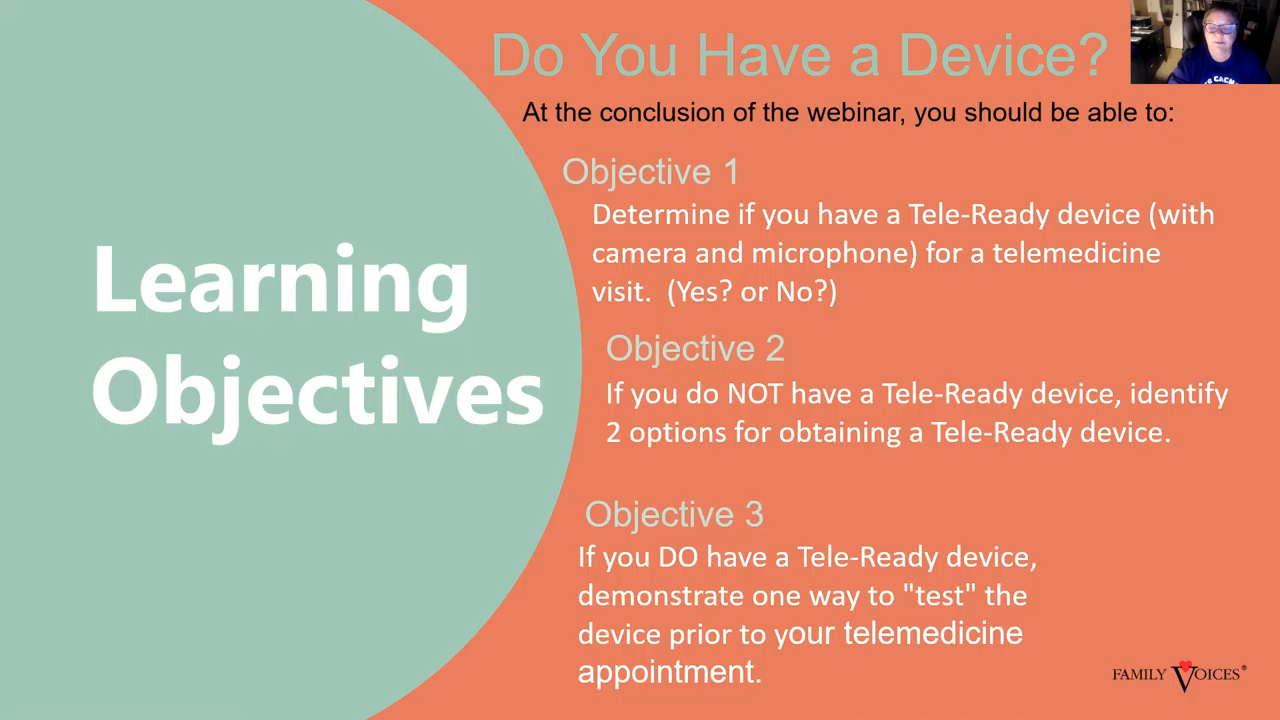 Do You Have a Device?
At the conclusion of the webinar, you should be able to:
Learning
Objectives
Objective 1
Determine if you have a Tele-Ready device (with
camera and microphone) for a telemedicine
visit.  (Yes? or No?)
Objective 2
If you do NOT have a Tele-Ready device, identify
2 options for obtaining a Tele-Ready device.
Objective 3
If you DO have a Tele-Ready device,
demonstrate one way to "test" the
device prior to your telemedicine
appointment.
FAMILY VOICES®